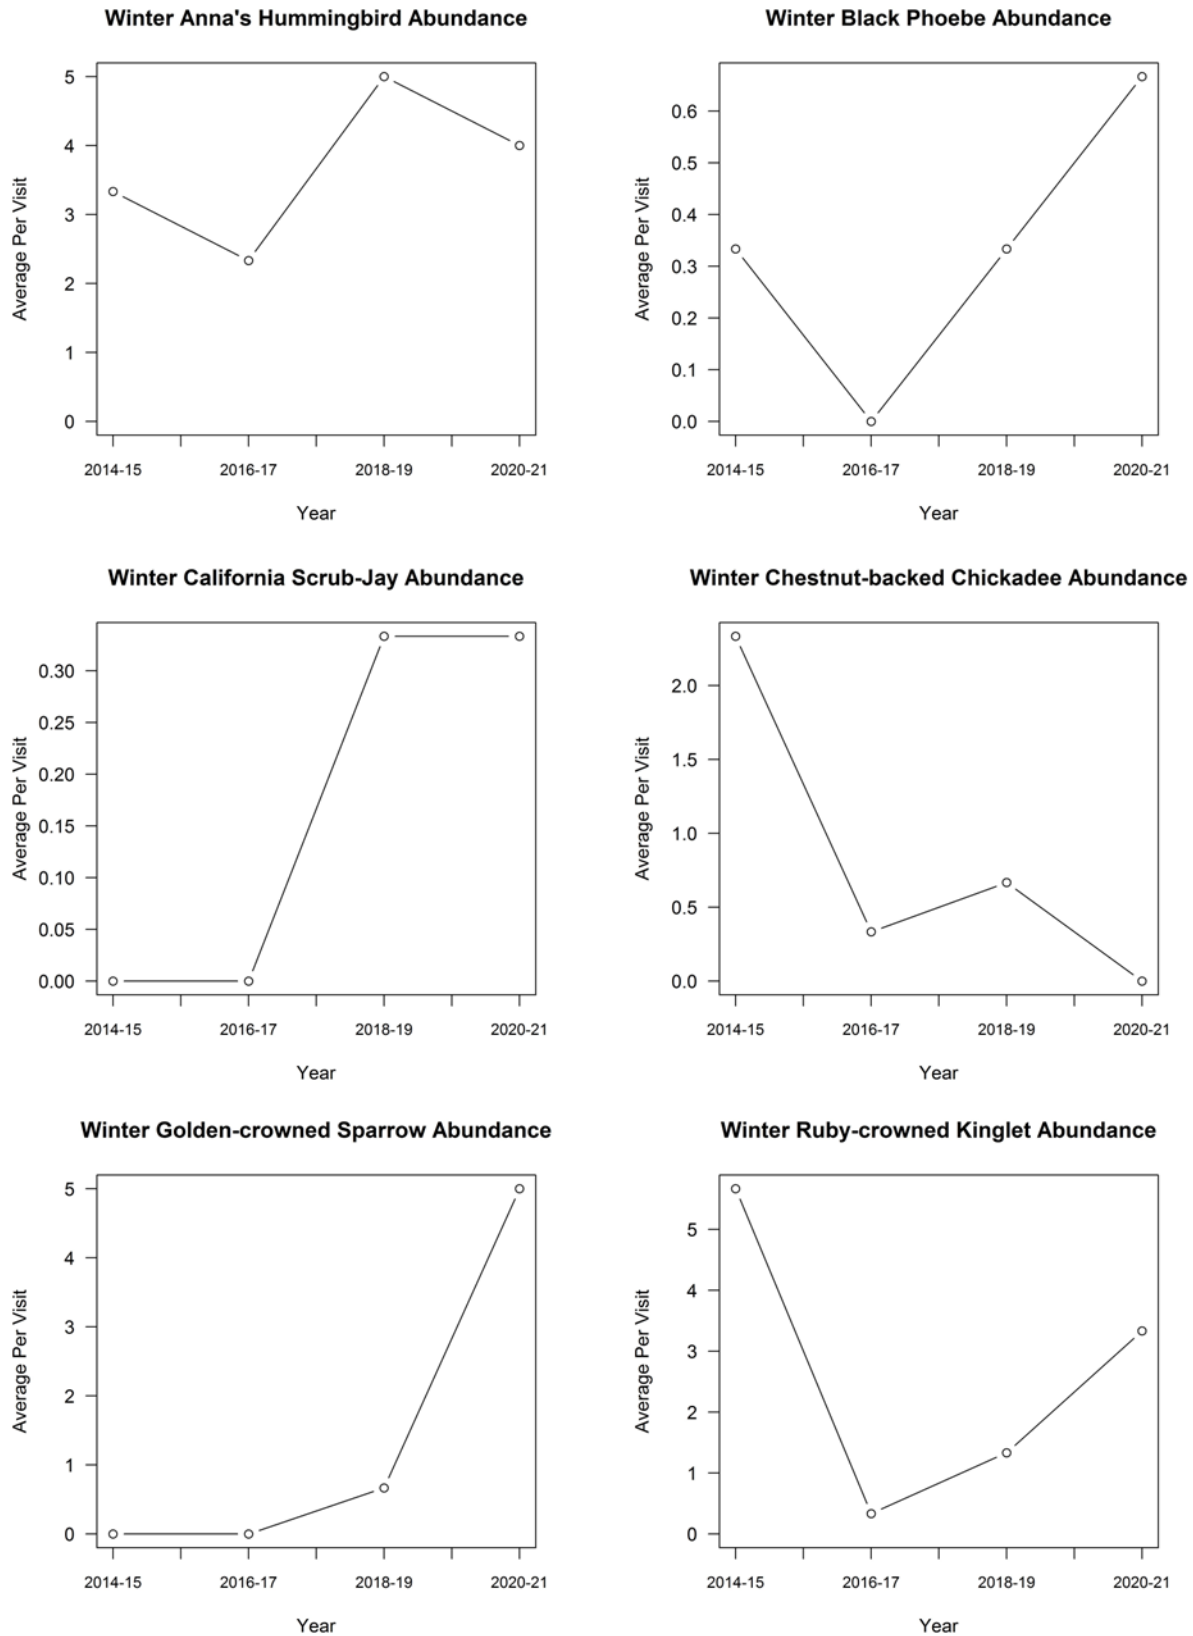 Winter Anna's Hummingbird Abundance
Average Per Visit
5
4
3
2
1
0
2014-15 2016-17 2018-19 2020-21
Year
Winter Black Phoebe Abundance
Average Per Visit
0.6
0.5
0.4
0.3
0.2
0.1
0.0
2014-15 2016-17 2018-19 2020-21
Year
Winter California Scrub-Jay Abundance
Average Per Visit
0.30
0.25
0.20
0.15
0.10
0.05
0.00
2014-15 2016-17 2018-19 2020-21
Year
Winter Chestnut-backed Chickadee Abundance
Average Per Visit
2.0
1.5
1.0
0.5
0.0
2014-15 2016-17 2018-19 2020-21
Year
Winter Golden-crowned Sparrow Abundance
Average Per Visit
5
4
3
2
1
0
2014-15 2016-17 2018-19 2020-21
Year
Winter Ruby-crowned Kinglet Abundance
Average Per Visit
5
4
3
2
1
0
2014-15 2016-17 2018-19 2020-21
Year